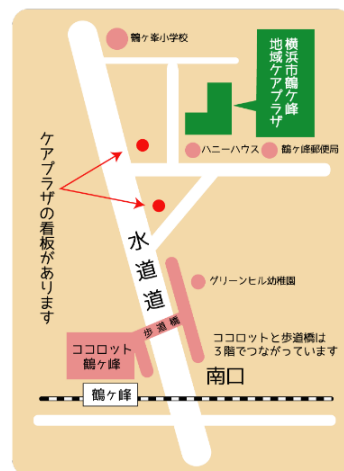 鶴ヶ峯小学校
横浜市鶴ヶ峰
地域ケアプラザ
ハニーハウス
鶴ヶ峰郵便局
ケアプラザの看板があります
水道道
グリーンヒル幼稚園
歩道橋
ココロットと歩道橋は
３階でつながっています
ココロット
鶴ヶ峰
南口
鶴ヶ峰